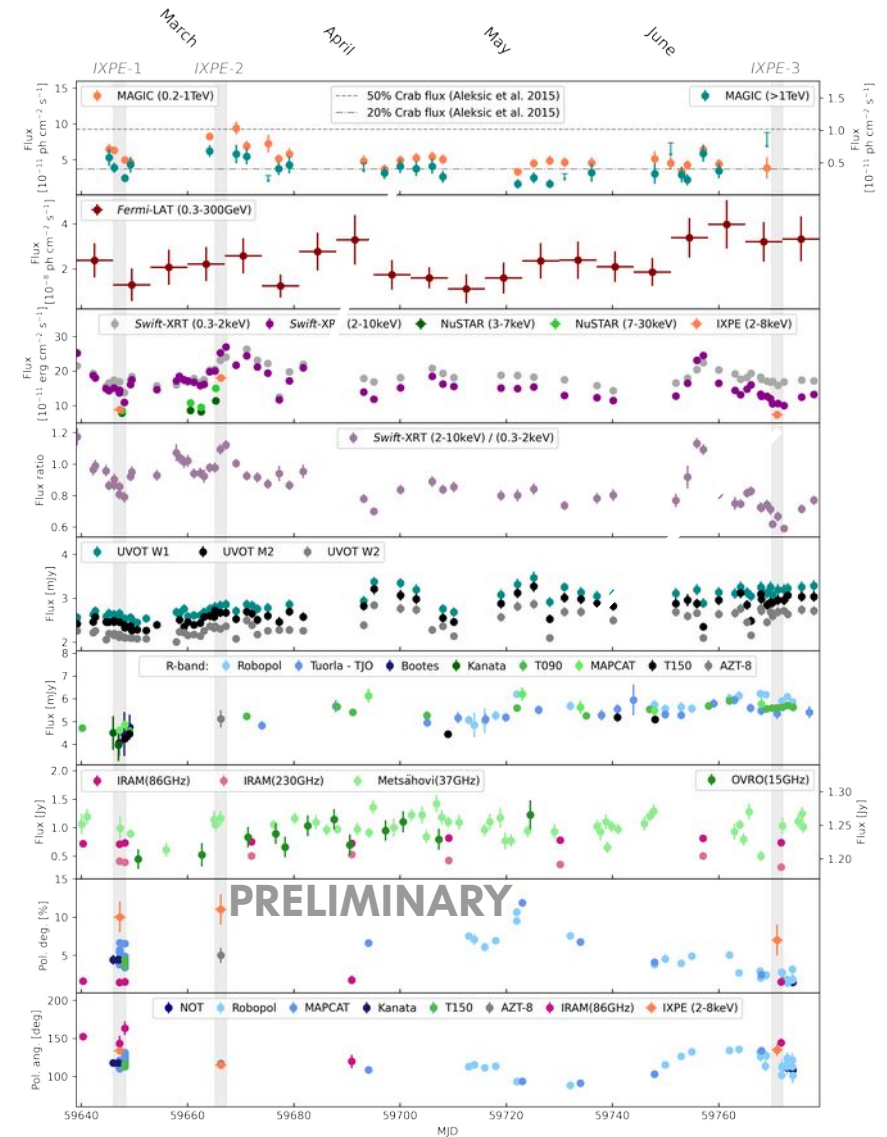 March
April
May
June
IXPE-1
IXPE-2
IXPE-3
MAGIC (0.2-1TeV)
50% Crab flux (Aleksic et al. 2015)
20% Crab flux (Aleksic et al. 2015)
MAGIC (>1TeV)
15
10
5
1.5
1.0
0.5
Flux
[10⁻¹¹ ph cm⁻² s⁻¹]
Flux
[10⁻¹¹ ph cm⁻² s⁻¹]
Fermi-LAT (0.3-300GeV)
4
2
Flux
[10⁻⁸ ph cm⁻² s⁻¹]
Swift-XRT (0.3-2keV)
Swift-XR (2-10keV)
NuSTAR (3-7keV)
NuSTAR (7-30keV)
IXPE (2-8keV)
30
20
10
Flux
[10⁻¹¹ erg cm⁻² s⁻¹]
Swift-XRT (2-10keV) / (0.3-2keV)
1.2
1.0
0.8
0.6
Flux ratio
UVOT W1
UVOT M2
UVOT W2
4
3
2
Flux [mJy]
R-band:
Robopol
Tuorla - TJO
Bootes
Kanata
T090
MAPCAT
T150
AZT-8
8
6
4
Flux [mJy]
IRAM(86GHz)
IRAM(230GHz)
Metsähovi(37GHz)
OVRO(15GHz)
2.0
1.5
1.0
0.5
1.30
1.25
1.20
Flux [Jy]
Flux [Jy]
PRELIMINARY
15
10
5
Pol. deg. [%]
NOT
Robopol
MAPCAT
Kanata
T150
AZT-8
IRAM(86GHz)
IXPE (2-8keV)
200
150
100
Pol. ang. [deg]
59640
59660
59680
59700
59720
59740
59760
MJD